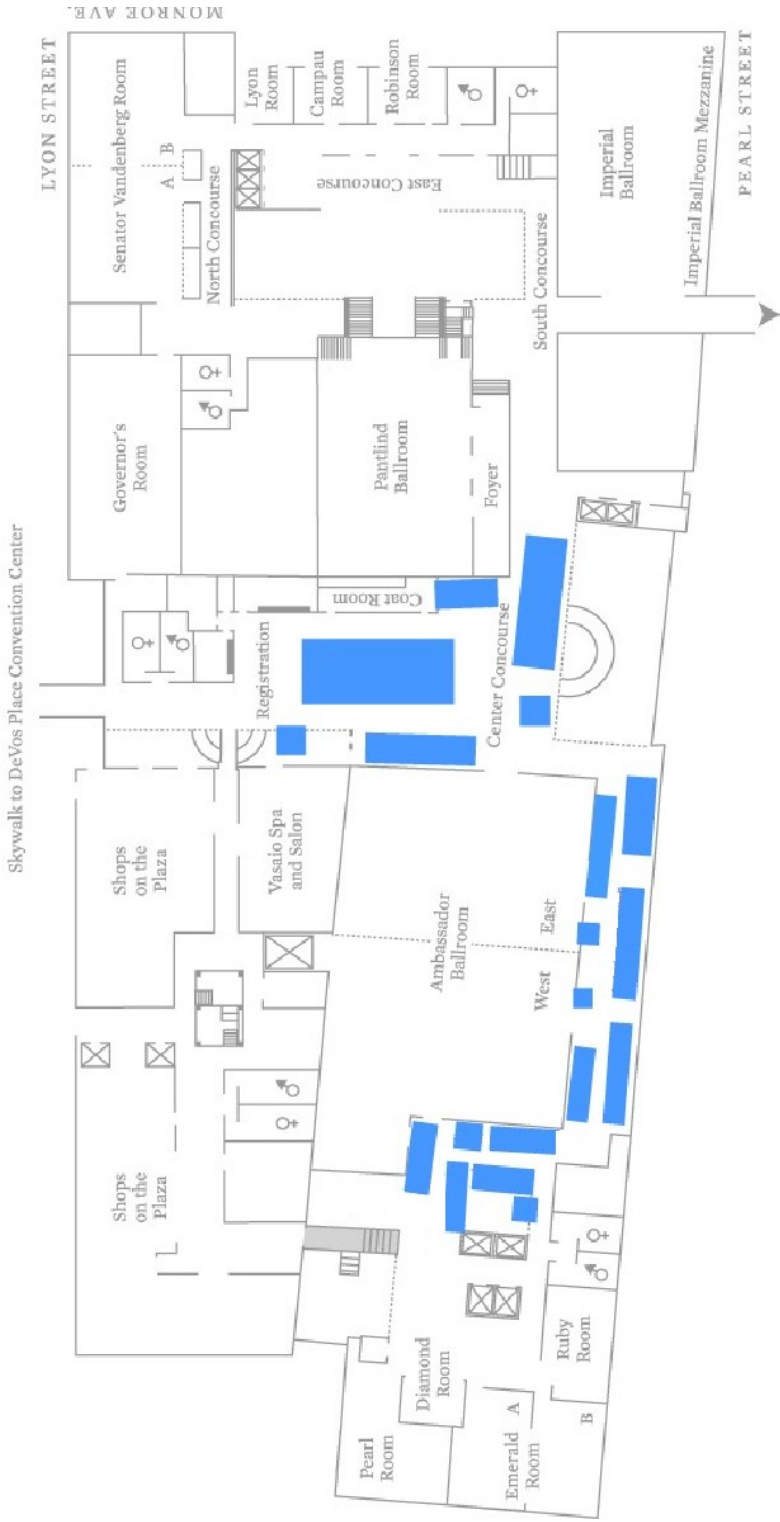 MONROE AVE.
LYON STREET
PEARL STREET
Skywalk to DeVos Place Convention Center
Senator Vandenberg Room
A
B
North Concourse
Lyon
Room
Campau
Room
Robinson
Room
East Concourse
South Concourse
Imperial
Ballroom
Imperial Ballroom Mezzanine
Governor's
Room
Pantlind
Ballroom
Foyer
Coat Room
Registration
Center Concourse
Shops
on the
Plaza
Vasaio Spa
and Salon
Ambassador
Ballroom
West
East
Shops
on the
Plaza
Pearl
Room
Diamond
Room
Emerald
Room
A
B
Ruby
Room